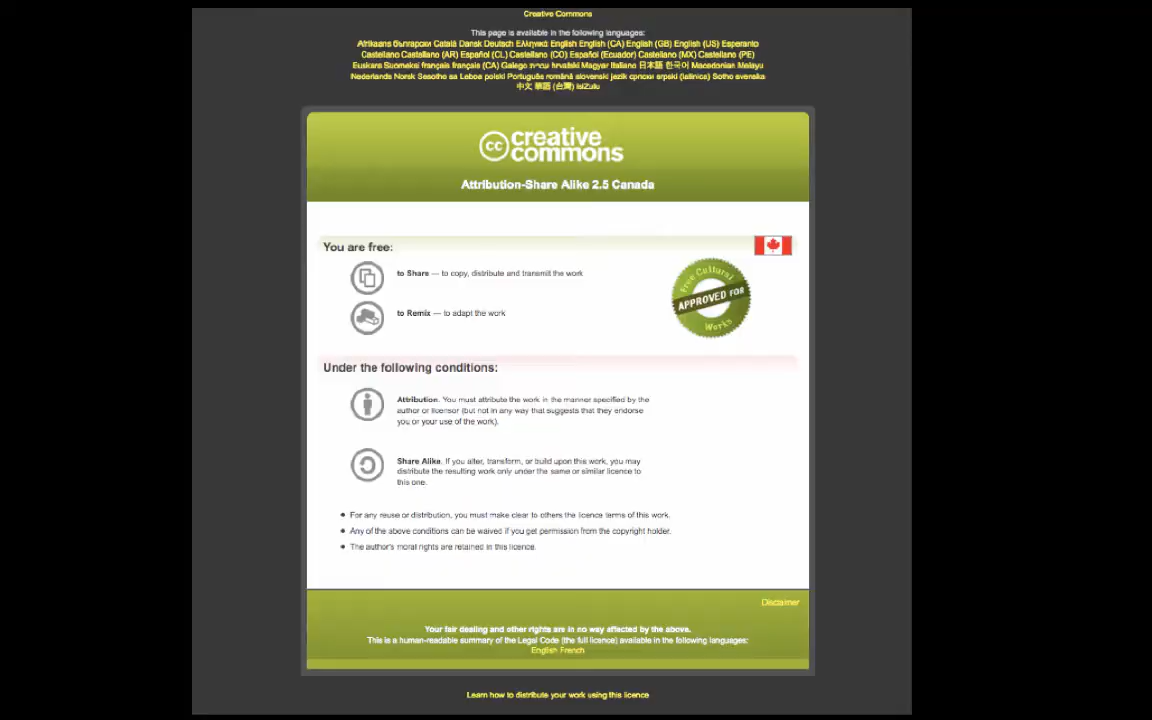 Creative Commons
This page is available in the following languages:
Afrikaans български Català Dansk Deutsch Ελληνικά English English (CA) English (GB) English (US) Esperanto
Castellano Castellano (AR) Español (CL) Castellano (CO) Español (Ecuador) Castellano (MX) Castellano (PE)
Euskara Suomeksi français français (CA) Galego עברית hrvatski Magyar Italiano 日本語 한국어 Macedonian Melayu
Nederlands Norsk Sesotho sa Leboa polski Português română slovenski jezik српски srpski (latinica) Sotho svenska
中文 華語 (台灣) isiZulu
cc creative
commons
Attribution-Share Alike 2.5 Canada
You are free:
to Share — to copy, distribute and transmit the work
to Remix — to adapt the work
Free Cultural
APPROVED FOR
Works
Under the following conditions:
Attribution. You must attribute the work in the manner specified by the
author or licensor (but not in any way that suggests that they endorse
you or your use of the work).
Share Alike. If you alter, transform, or build upon this work, you may
distribute the resulting work only under the same or similar licence to
this one.
For any reuse or distribution, you must make clear to others the licence terms of this work.
Any of the above conditions can be waived if you get permission from the copyright holder.
The author's moral rights are retained in this licence.
Disclaimer
Your fair dealing and other rights are in no way affected by the above.
This is a human-readable summary of the Legal Code (the full licence) available in the following languages:
English French
Learn how to distribute your work using this licence